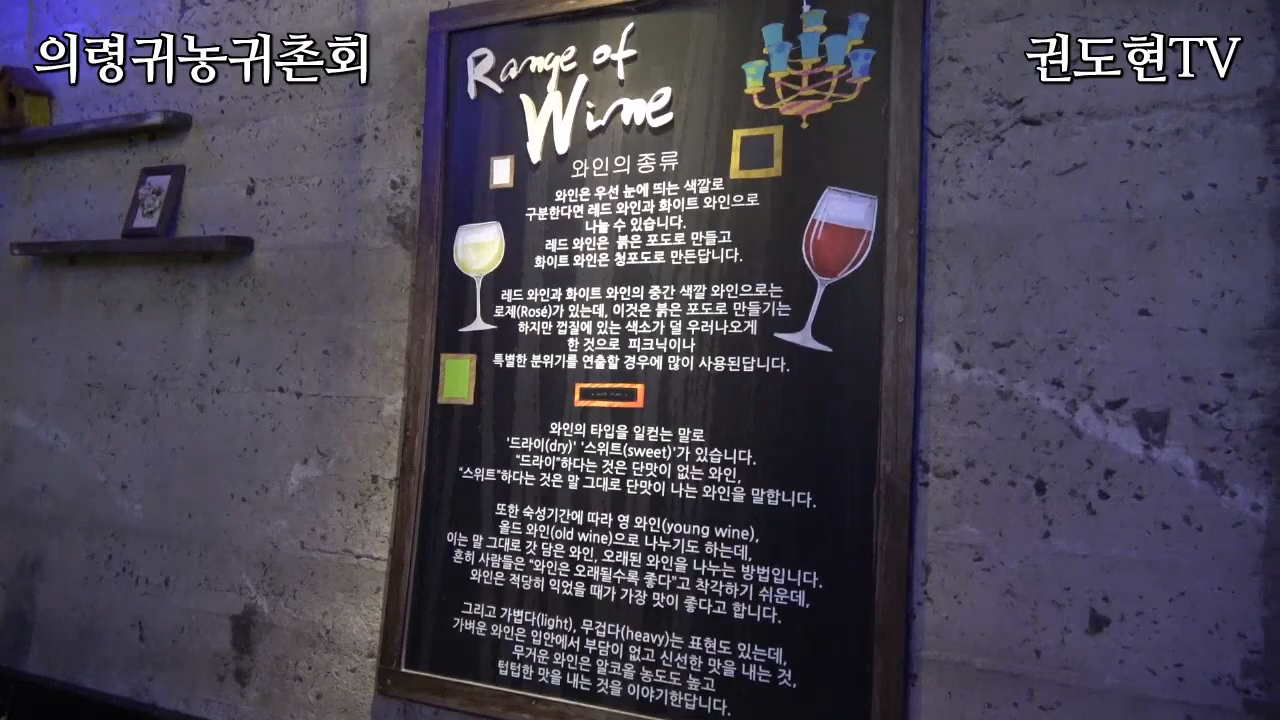 의령귀농귀촌회
권도현TV
Range of
Wine
와인의 종류
와인은 우선 눈에 띄는 색깔로
구분한다면 레드 와인과 화이트 와인으로
나눌 수 있습니다.
레드 와인은 붉은 포도로 만들고
화이트 와인은 청포도로 만든답니다.
레드 와인과 화이트 와인의 중간 색깔 와인으로는
로제(Rosé)가 있는데, 이것은 붉은 포도로 만들기는
하지만 껍질에 있는 색소가 덜 우러나오게
한 것으로 피크닉이나
특별한 분위기를 연출할 경우에 많이 사용된답니다.
와인의 타입을 일컫는 말로
'드라이(dry)' '스위트(sweet)'가 있습니다.
"드라이"하다는 것은 단맛이 없는 와인,
"스위트"하다는 것은 말 그대로 단맛이 나는 와인을 말합니다.
또한 숙성기간에 따라 영 와인(young wine),
올드 와인(old wine)으로 나누기도 하는데,
이는 말 그대로 갓 담은 와인, 오래된 와인을 나누는 방법입니다.
흔히 사람들은 "와인은 오래될수록 좋다"고 착각하기 쉬운데,
와인은 적당히 익었을 때가 가장 맛이 좋다고 합니다.
그리고 가볍다(light), 무겁다(heavy)는 표현도 있는데,
가벼운 와인은 입안에서 부담이 없고 신선한 맛을 내는 것,
무거운 와인은 알코올 농도도 높고
텁텁한 맛을 내는 것을 이야기한답니다.